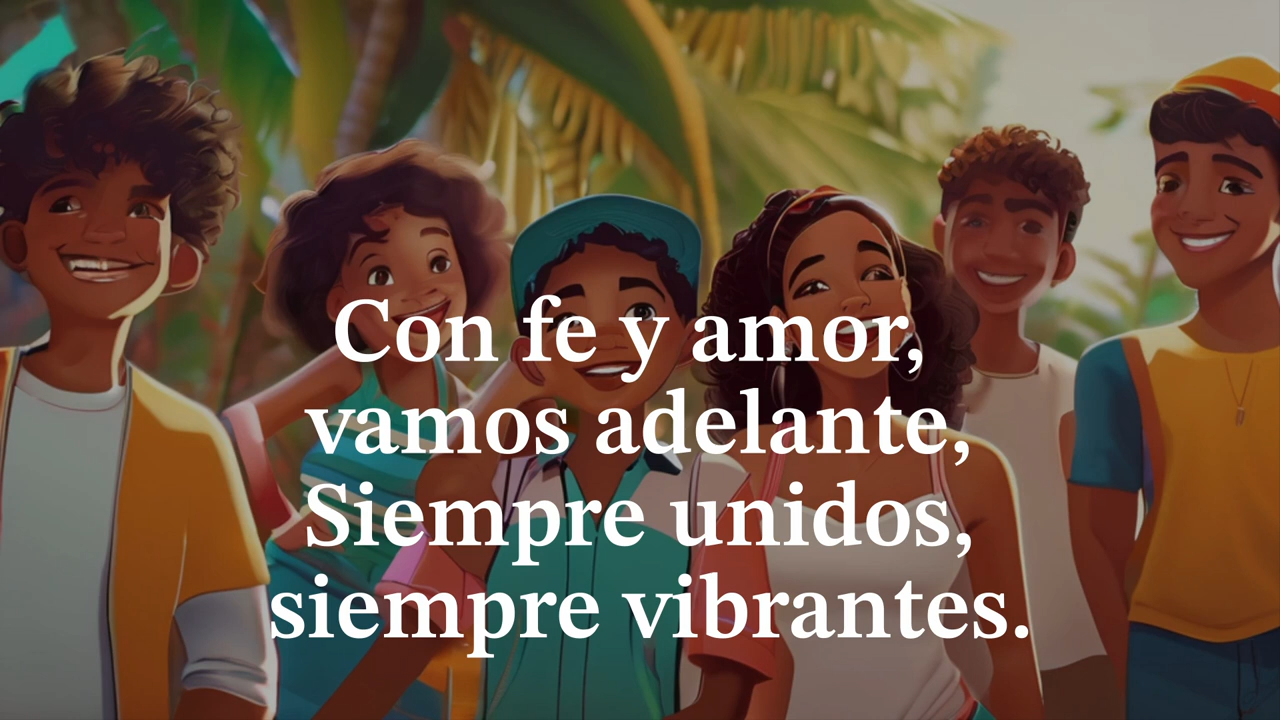 Con fe y amor,
vamos adelante,
Siempre unidos,
siempre vibrantes.